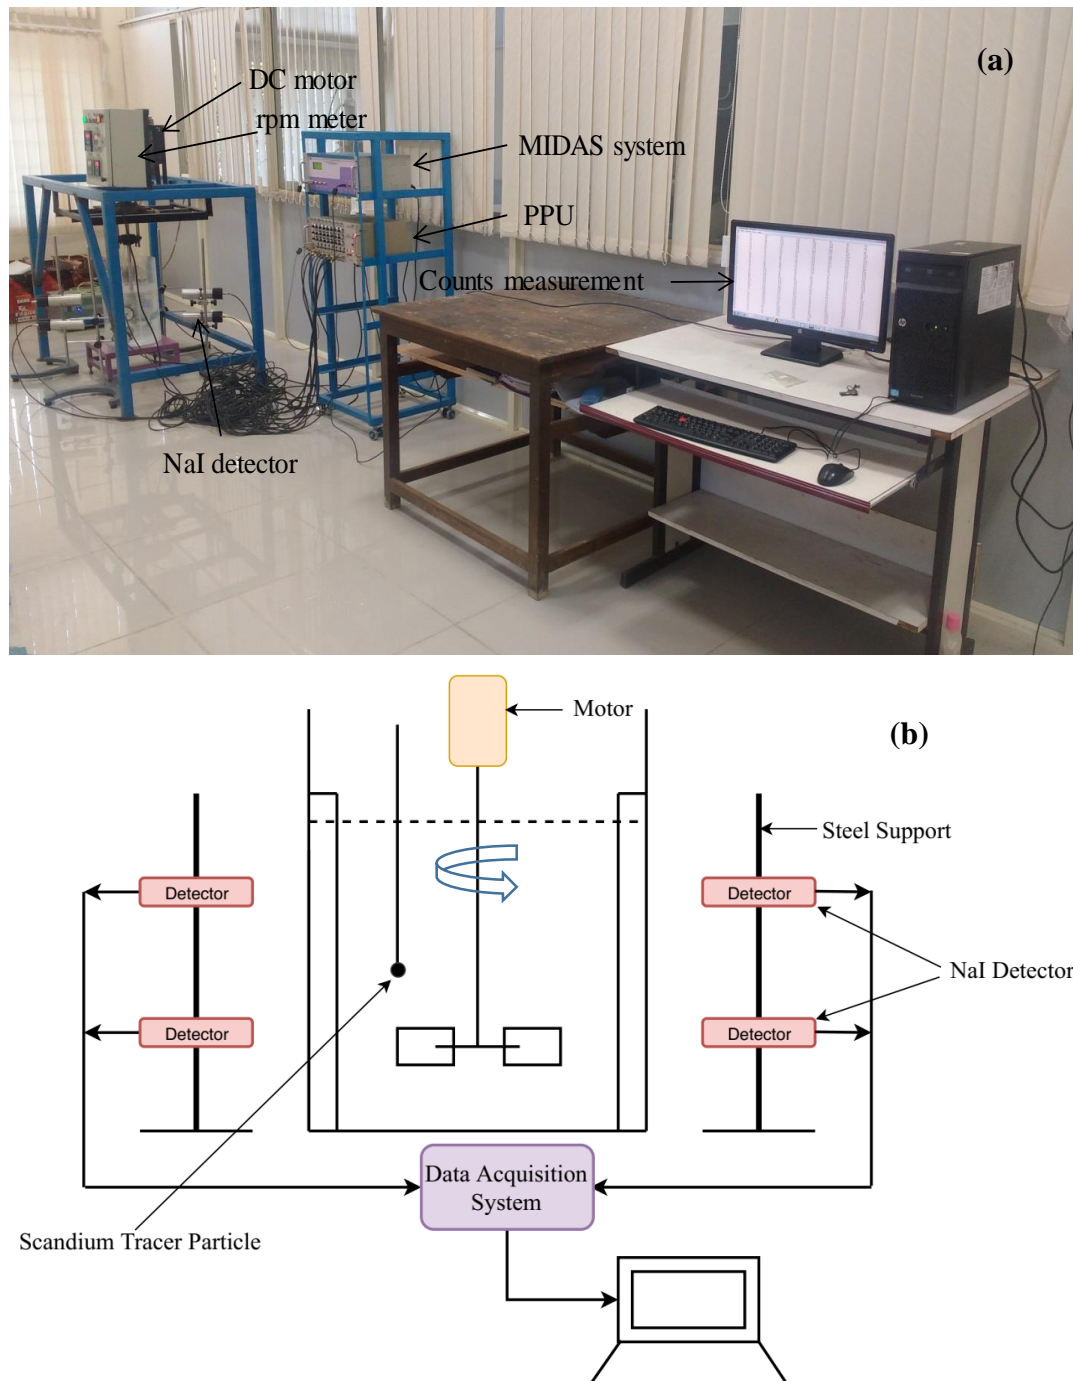 (a)
DC motor
rpm meter
MIDAS system
PPU
Counts measurement
NaI detector
Motor
(b)
Steel Support
Detector
Detector
NaI Detector
Detector
Detector
Data Acquisition
System
Scandium Tracer Particle